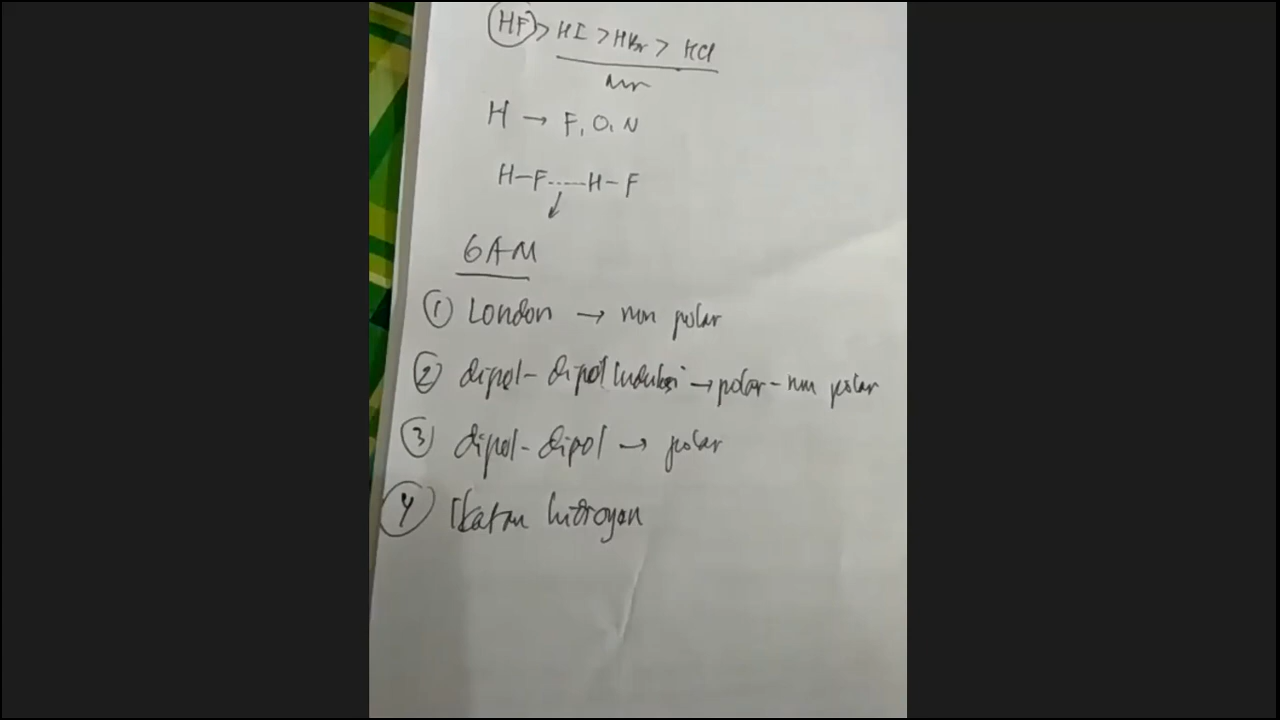 HF > HI > HBr > HCl
Mr
H → F, O, N
H-F-----H-F
GAM
① London → non polar
② dipol-dipol Induksi → polar-non polar
③ dipol-dipol → polar
④ Ikatan hidrogen